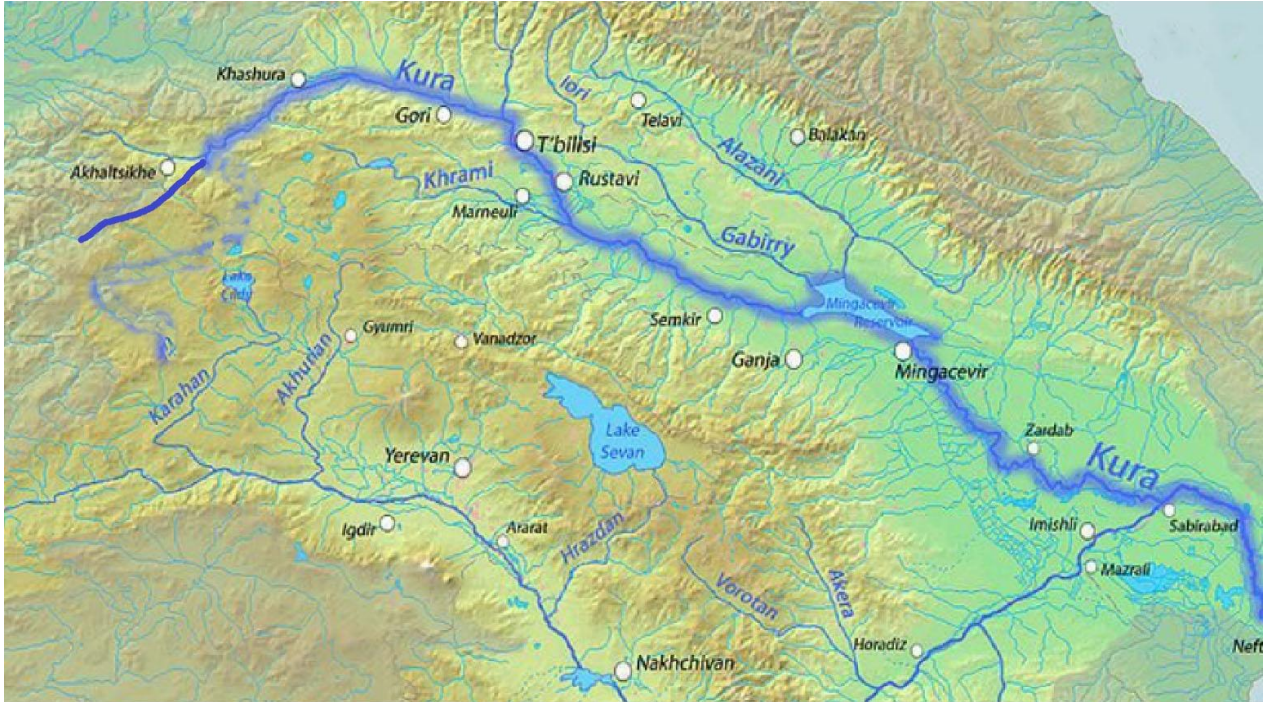 Khashura
Kura
Gori
Iori
Telavi
T'bilisi
Balakan
Akhaltsikhe
Khrami
Rustavi
Alazani
Marneuli
Gabirry
Lake
Cildy
Mingacevir
Reservoir
Semkir
Gyumri
Vanadzor
Ganja
Mingacevir
Karahan
Akhurian
Lake
Sevan
Zardab
Kura
Yerevan
Igdir
Ararat
Hrazdan
Imishli
Sabirabad
Mazrali
Vorotan
Akera
Horadiz
Neft
Nakhchivan